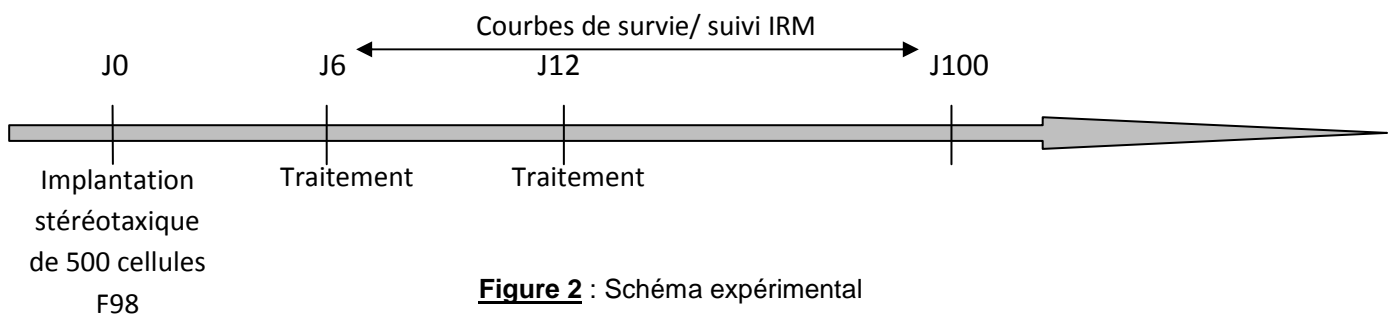 Courbes de survie/ suivi IRM
J0 J6 J12 J100
Implantation
stéréotaxique
de 500 cellules
F98
Traitement
Traitement
Figure 2 : Schéma expérimental